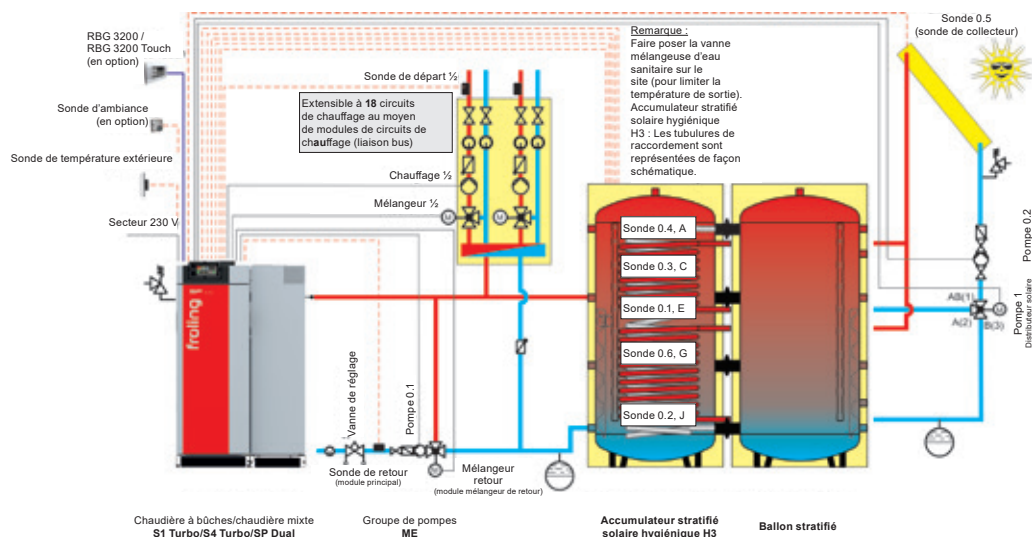 RBG 3200 /
RBG 3200 Touch
(en option)
Sonde d'ambiance
(en option)
Sonde de température extérieure
Secteur 230 V
Sonde de départ ½
Extensible à 18 circuits
de chauffage au moyen
de modules de circuits de
chauffage (liaison bus)
Chauffage ½
Mélangeur ½
M
M
Remarque :
Faire poser la vanne
mélangeuse d'eau
sanitaire sur le
site (pour limiter la
température de sortie).
Accumulateur stratifié
solaire hygiénique
H3 : Les tubulures de
raccordement sont
représentées de façon
schématique.
Sonde 0.5
(sonde de collecteur)
Pompe 0.2
AB(1)
A(2)
B(3)
M
Pompe 1
Distributeur solaire
Sonde 0.4, A
Sonde 0.3, C
Sonde 0.1, E
Sonde 0.6, G
Sonde 0.2, J
froling
Vanne de réglage
Pompe 0.1
M
Sonde de retour
(module principal)
Mélangeur
retour
(module mélangeur de retour)
Chaudière à bûches/chaudière mixte
S1 Turbo/S4 Turbo/SP Dual
Groupe de pompes
ME
Accumulateur stratifié
solaire hygiénique H3
Ballon stratifié